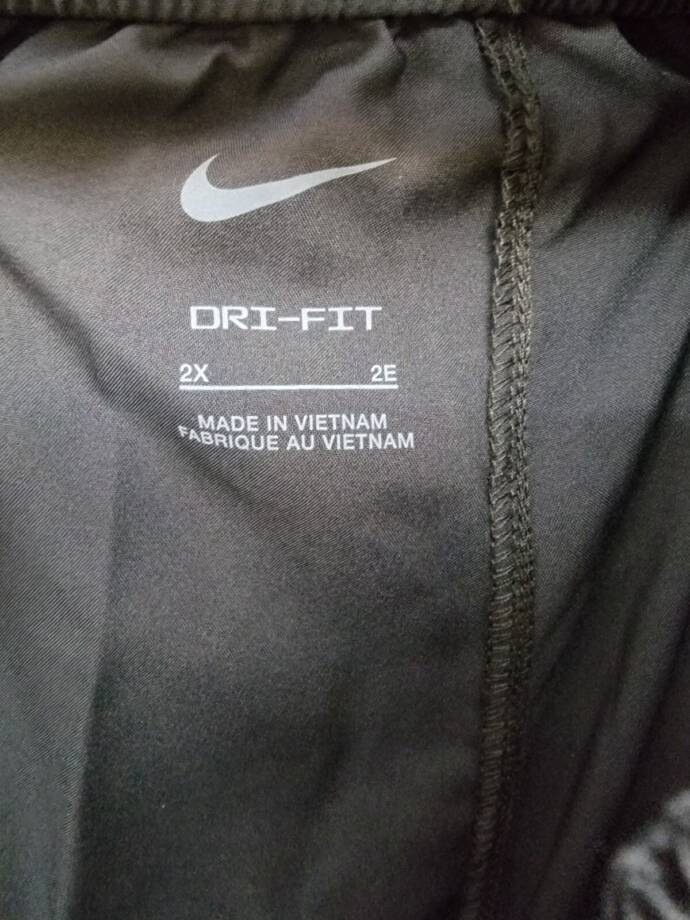 DRI-FIT
2X 2E
MADE IN VIETNAM
FABRIQUE AU VIETNAM